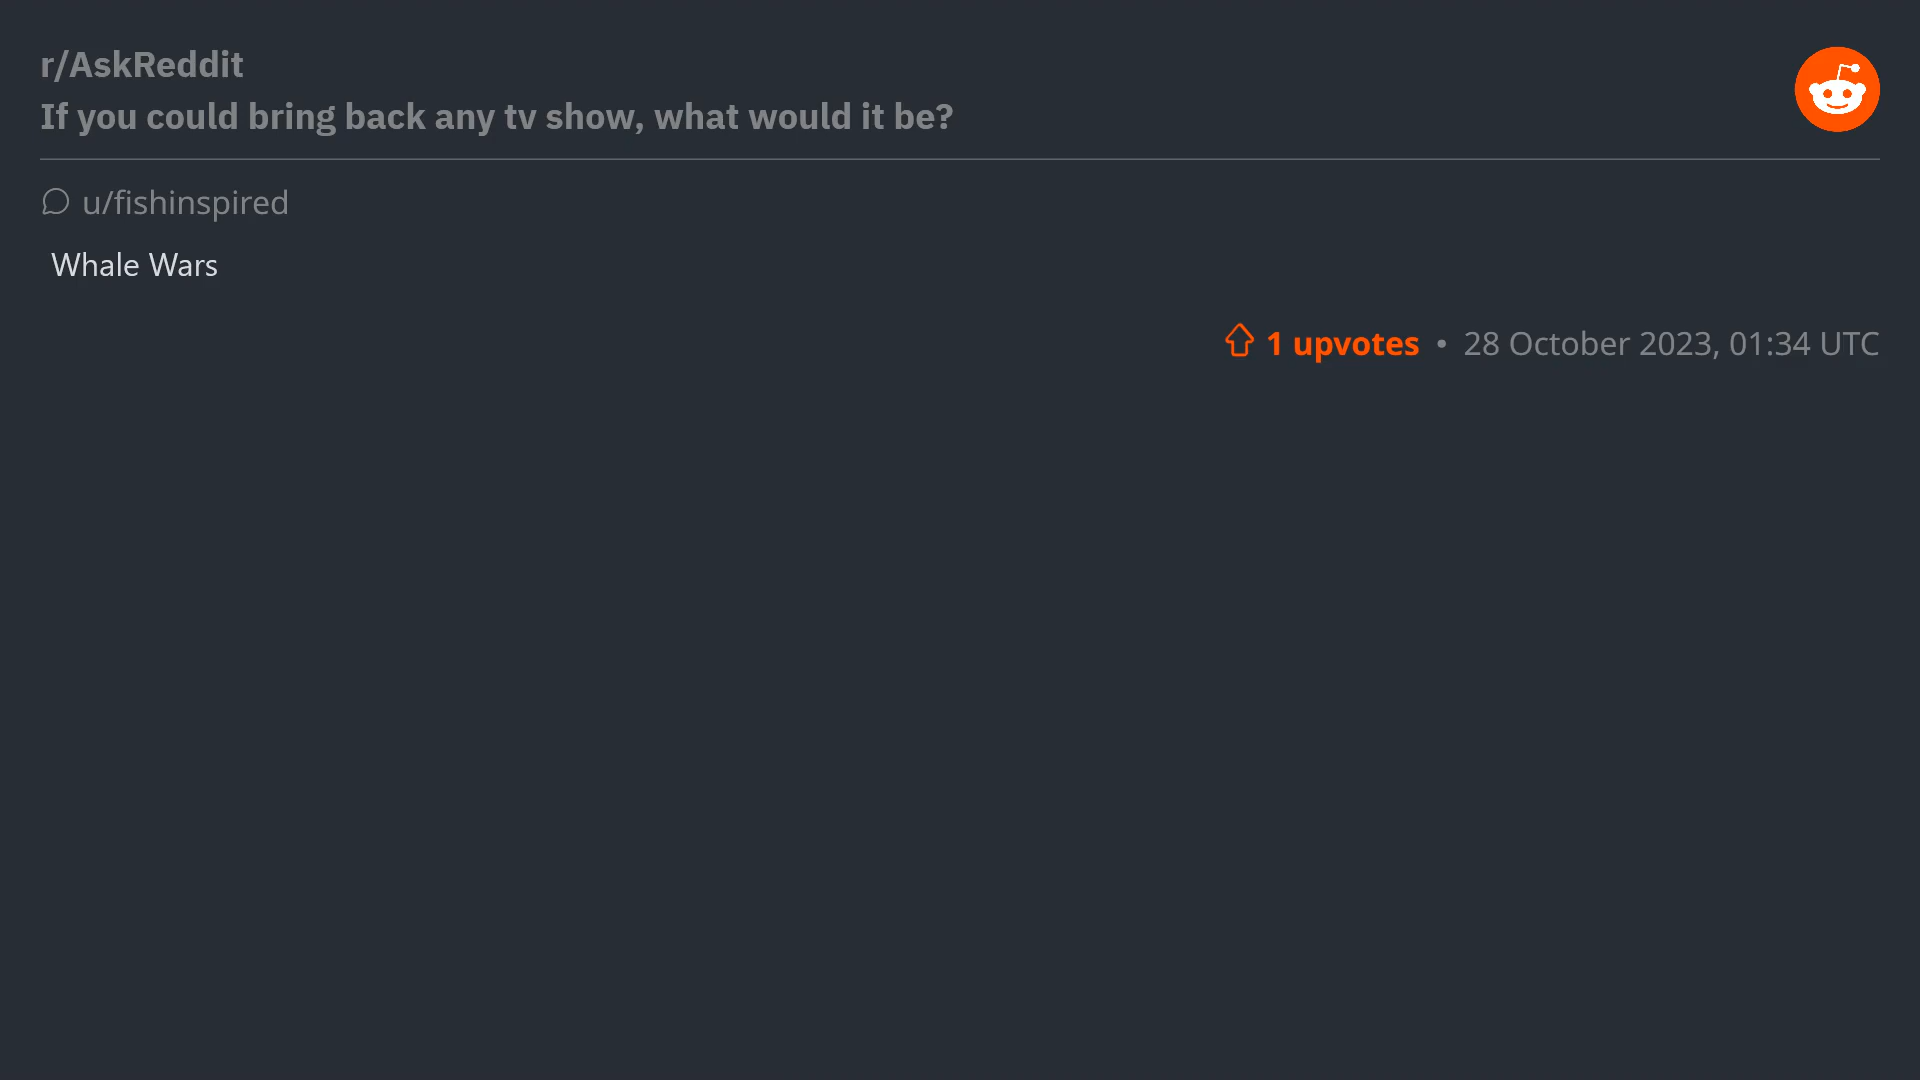 r/AskReddit
If you could bring back any tv show, what would it be?
u/fishinspired
Whale Wars
1 upvotes • 28 October 2023, 01:34 UTC